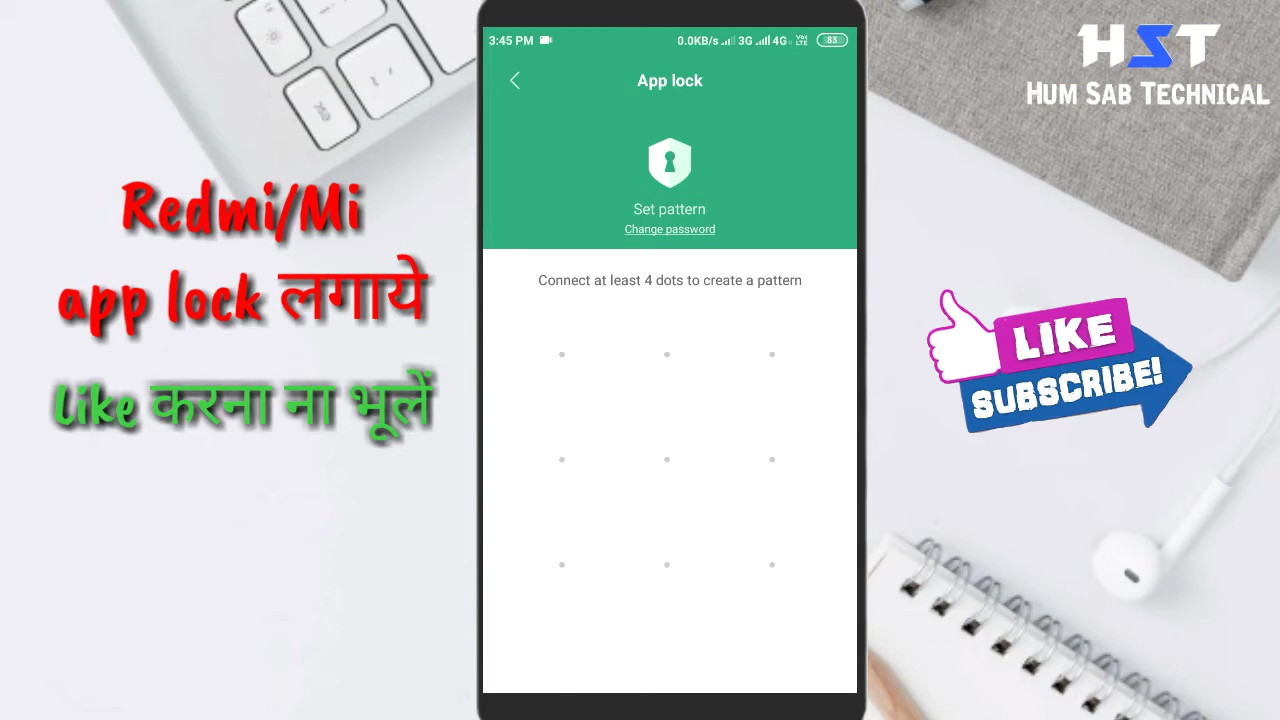 3:45 PM
0.0KB/s 3G 4G VoLTE 83
App lock
Set pattern
Change password
Connect at least 4 dots to create a pattern
Redmi/Mi
app lock लगाये
Like करना ना भूलें
HST
HUM SAB TECHNICAL
LIKE
SUBSCRIBE!